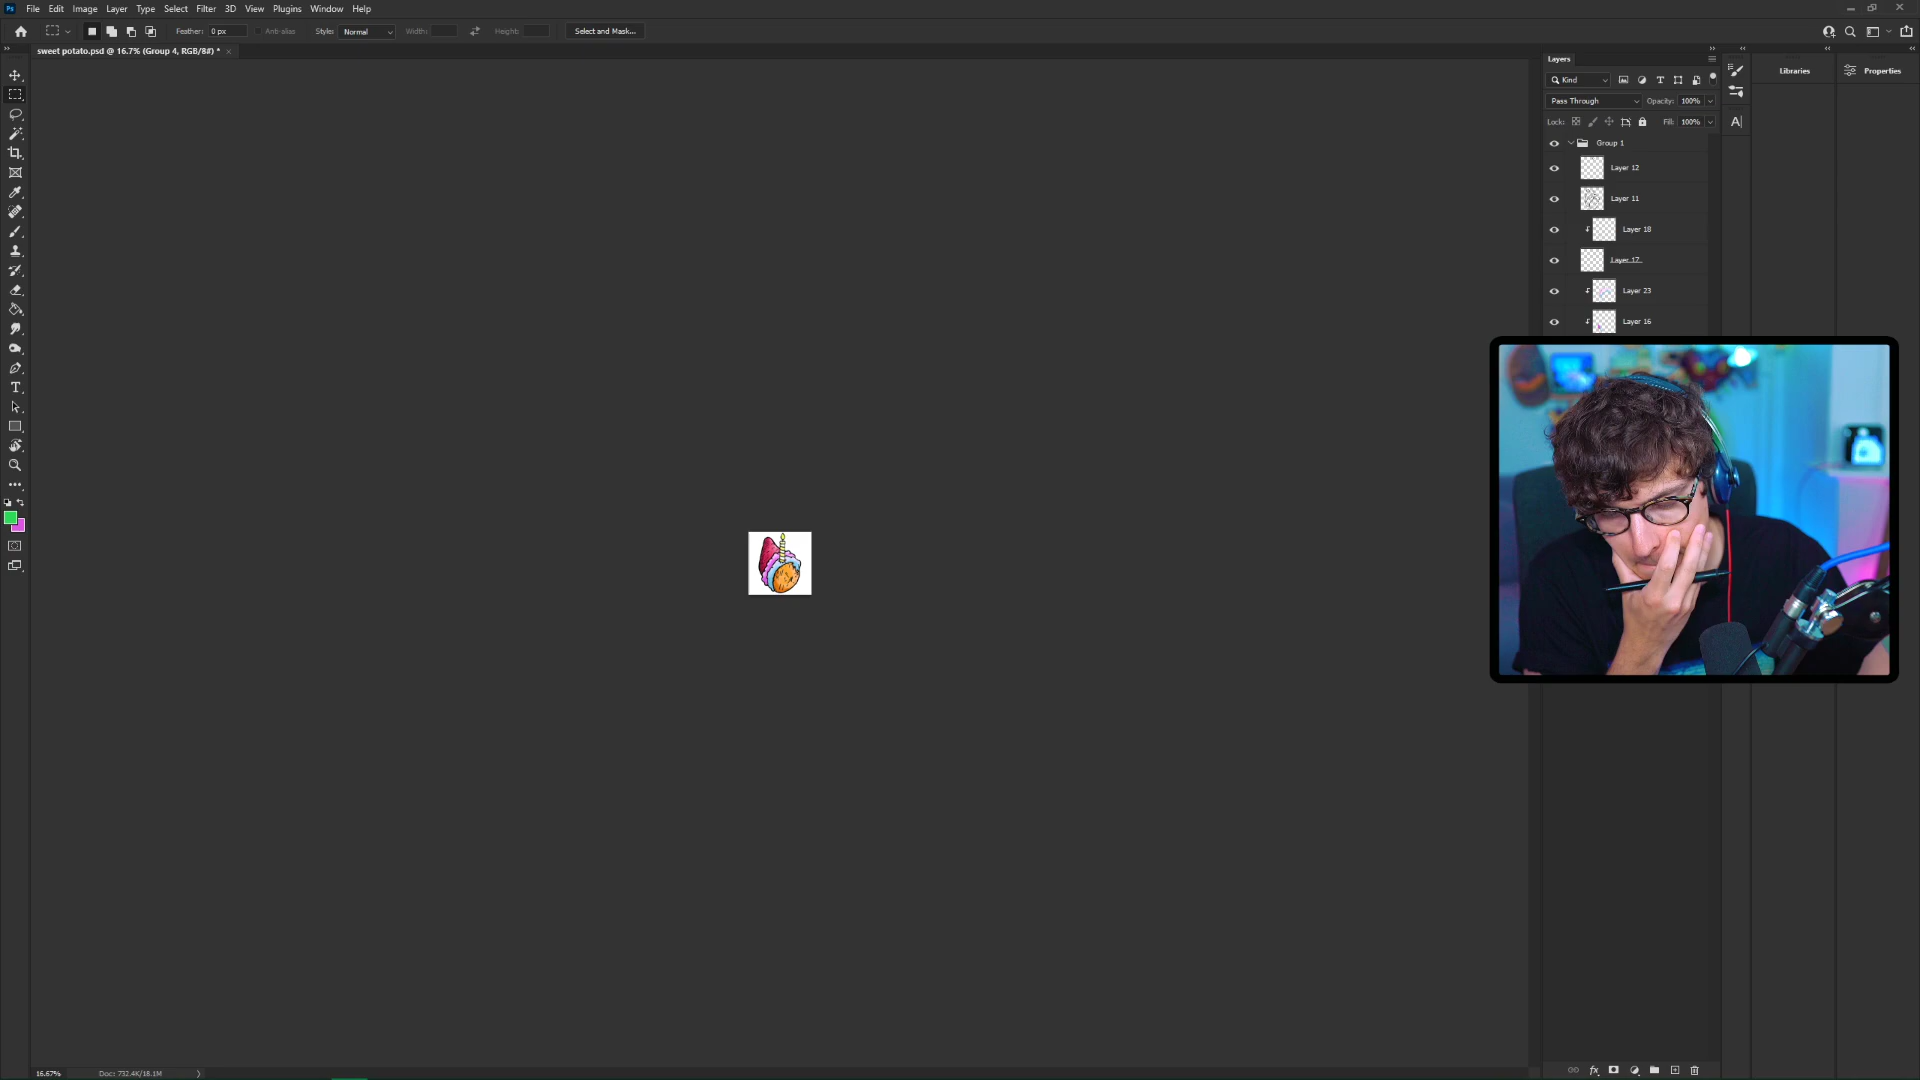 Ps File Edit Image Layer Type Select Filter 3D View Plugins Window Help
Feather: 0 px Anti-alias Style: Normal Width: Height: Select and Mask...
sweet potato.psd @ 16.7% (Group 4, RGB/8#) * ×
Layers
Libraries
Properties
Kind
Pass Through Opacity: 100%
Lock: Fill: 100%
Group 1
Layer 12
Layer 11
Layer 18
Layer 17
Layer 23
Layer 16
16.67% Doc: 732.4K/18.1M